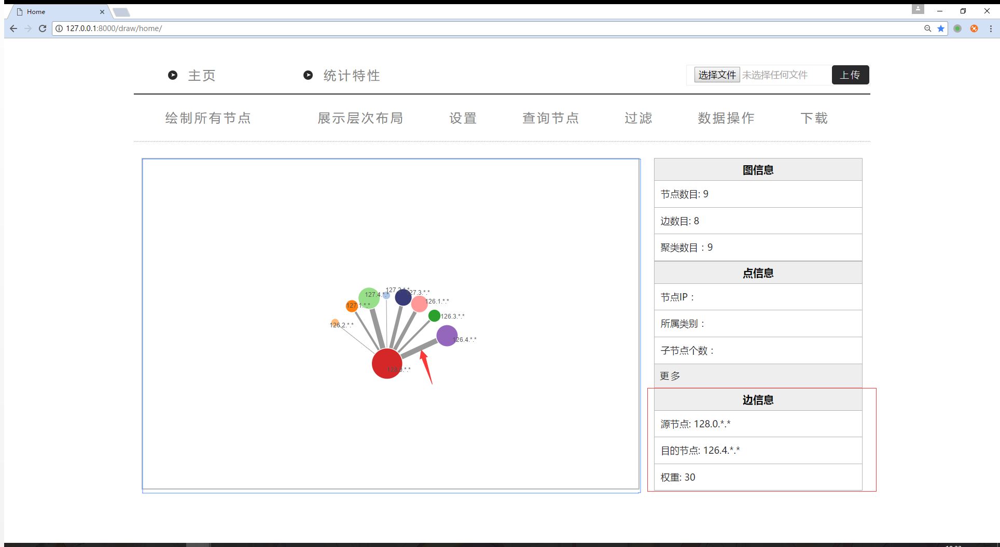 Home
127.0.0.1:8000/draw/home/
主页
统计特性
选择文件 未选择任何文件
上传
绘制所有节点
展示层次布局
设置
查询节点
过滤
数据操作
下载
图信息
节点数目: 9
边数目: 8
聚类数目：9
点信息
节点IP：
所属类别：
子节点个数：
更多
边信息
源节点: 128.0.*.*
目的节点: 126.4.*.*
权重: 30
127.2.*.*
127.3.*.*
127.4.*.*
126.1.*.*
127.1.*.*
126.3.*.*
126.2.*.*
126.4.*.*
128.0.*.*